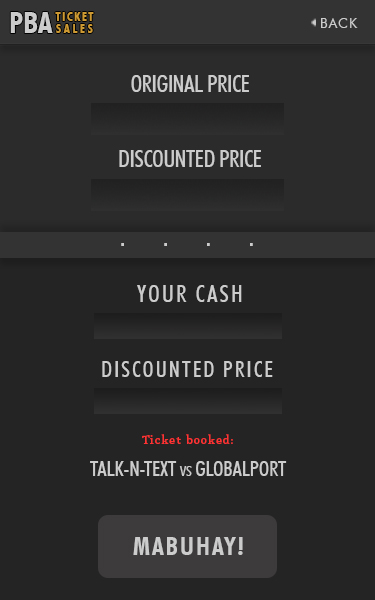 PBA TICKET SALES
BACK
ORIGINAL PRICE
DISCOUNTED PRICE
YOUR CASH
DISCOUNTED PRICE
Ticket booked:
TALK-N-TEXT vs GLOBALPORT
MABUHAY!